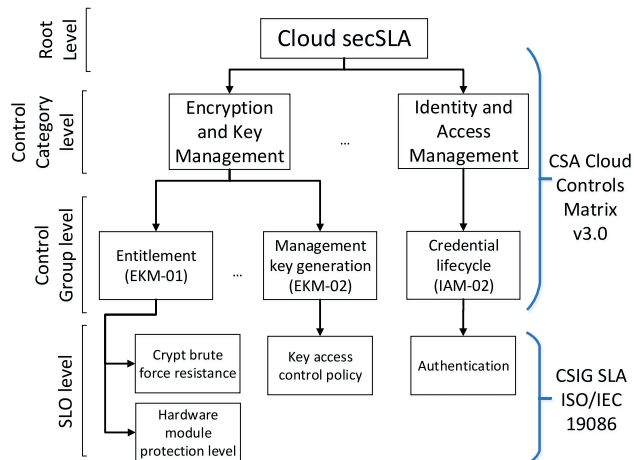 Root
Level
Cloud secSLA
Control
Category
level
Encryption
and Key
Management
...
Identity and
Access
Management
CSA Cloud
Controls
Matrix
v3.0
Control
Group level
Entitlement
(EKM-01)
...
Management
key generation
(EKM-02)
Credential
lifecycle
(IAM-02)
SLO level
Crypt brute
force resistance
Key access
control policy
Authentication
Hardware
module
protection level
CSIG SLA
ISO/IEC
19086